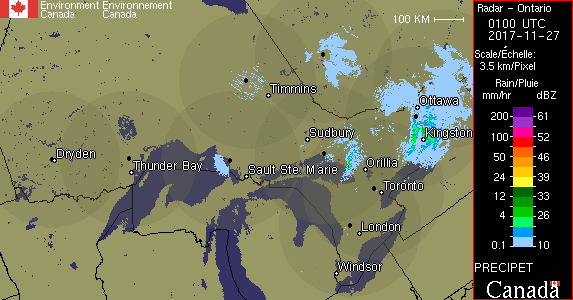 Environment Environnement
Canada Canada
100 KM
Timmins
Ottawa
Kingston
Sudbury
Dryden
Thunder Bay
Sault Ste. Marie
Orillia
Toronto
London
Windsor
Radar - Ontario
0100 UTC
2017-11-27
Scale/Échelle:
3.5 km/Pixel
Rain/Pluie
mm/hr dBZ
200 61
100 52
50 46
24 39
12 33
4 26
0.1 10
PRECIPET
Canada